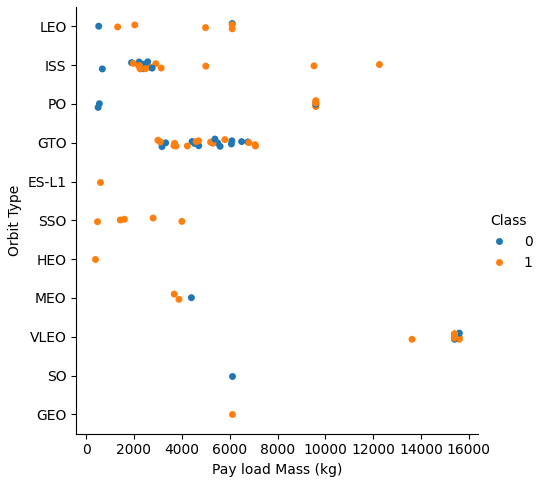 LEO
ISS
PO
GTO
ES-L1
SSO
HEO
MEO
VLEO
SO
GEO
Orbit Type
0 2000 4000 6000 8000 10000 12000 14000 16000
Pay load Mass (kg)
Class
0
1